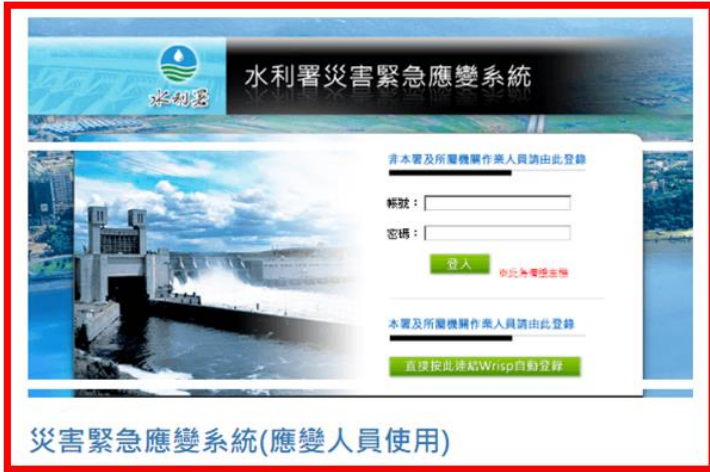 水利署
水利署災害緊急應變系統
非本署及所屬機關作業人員請由此登錄
帳號：
密碼：
登入
本署及所屬機關作業人員請由此登錄
直接按此連結Wrisp自動登錄
災害緊急應變系統(應變人員使用)